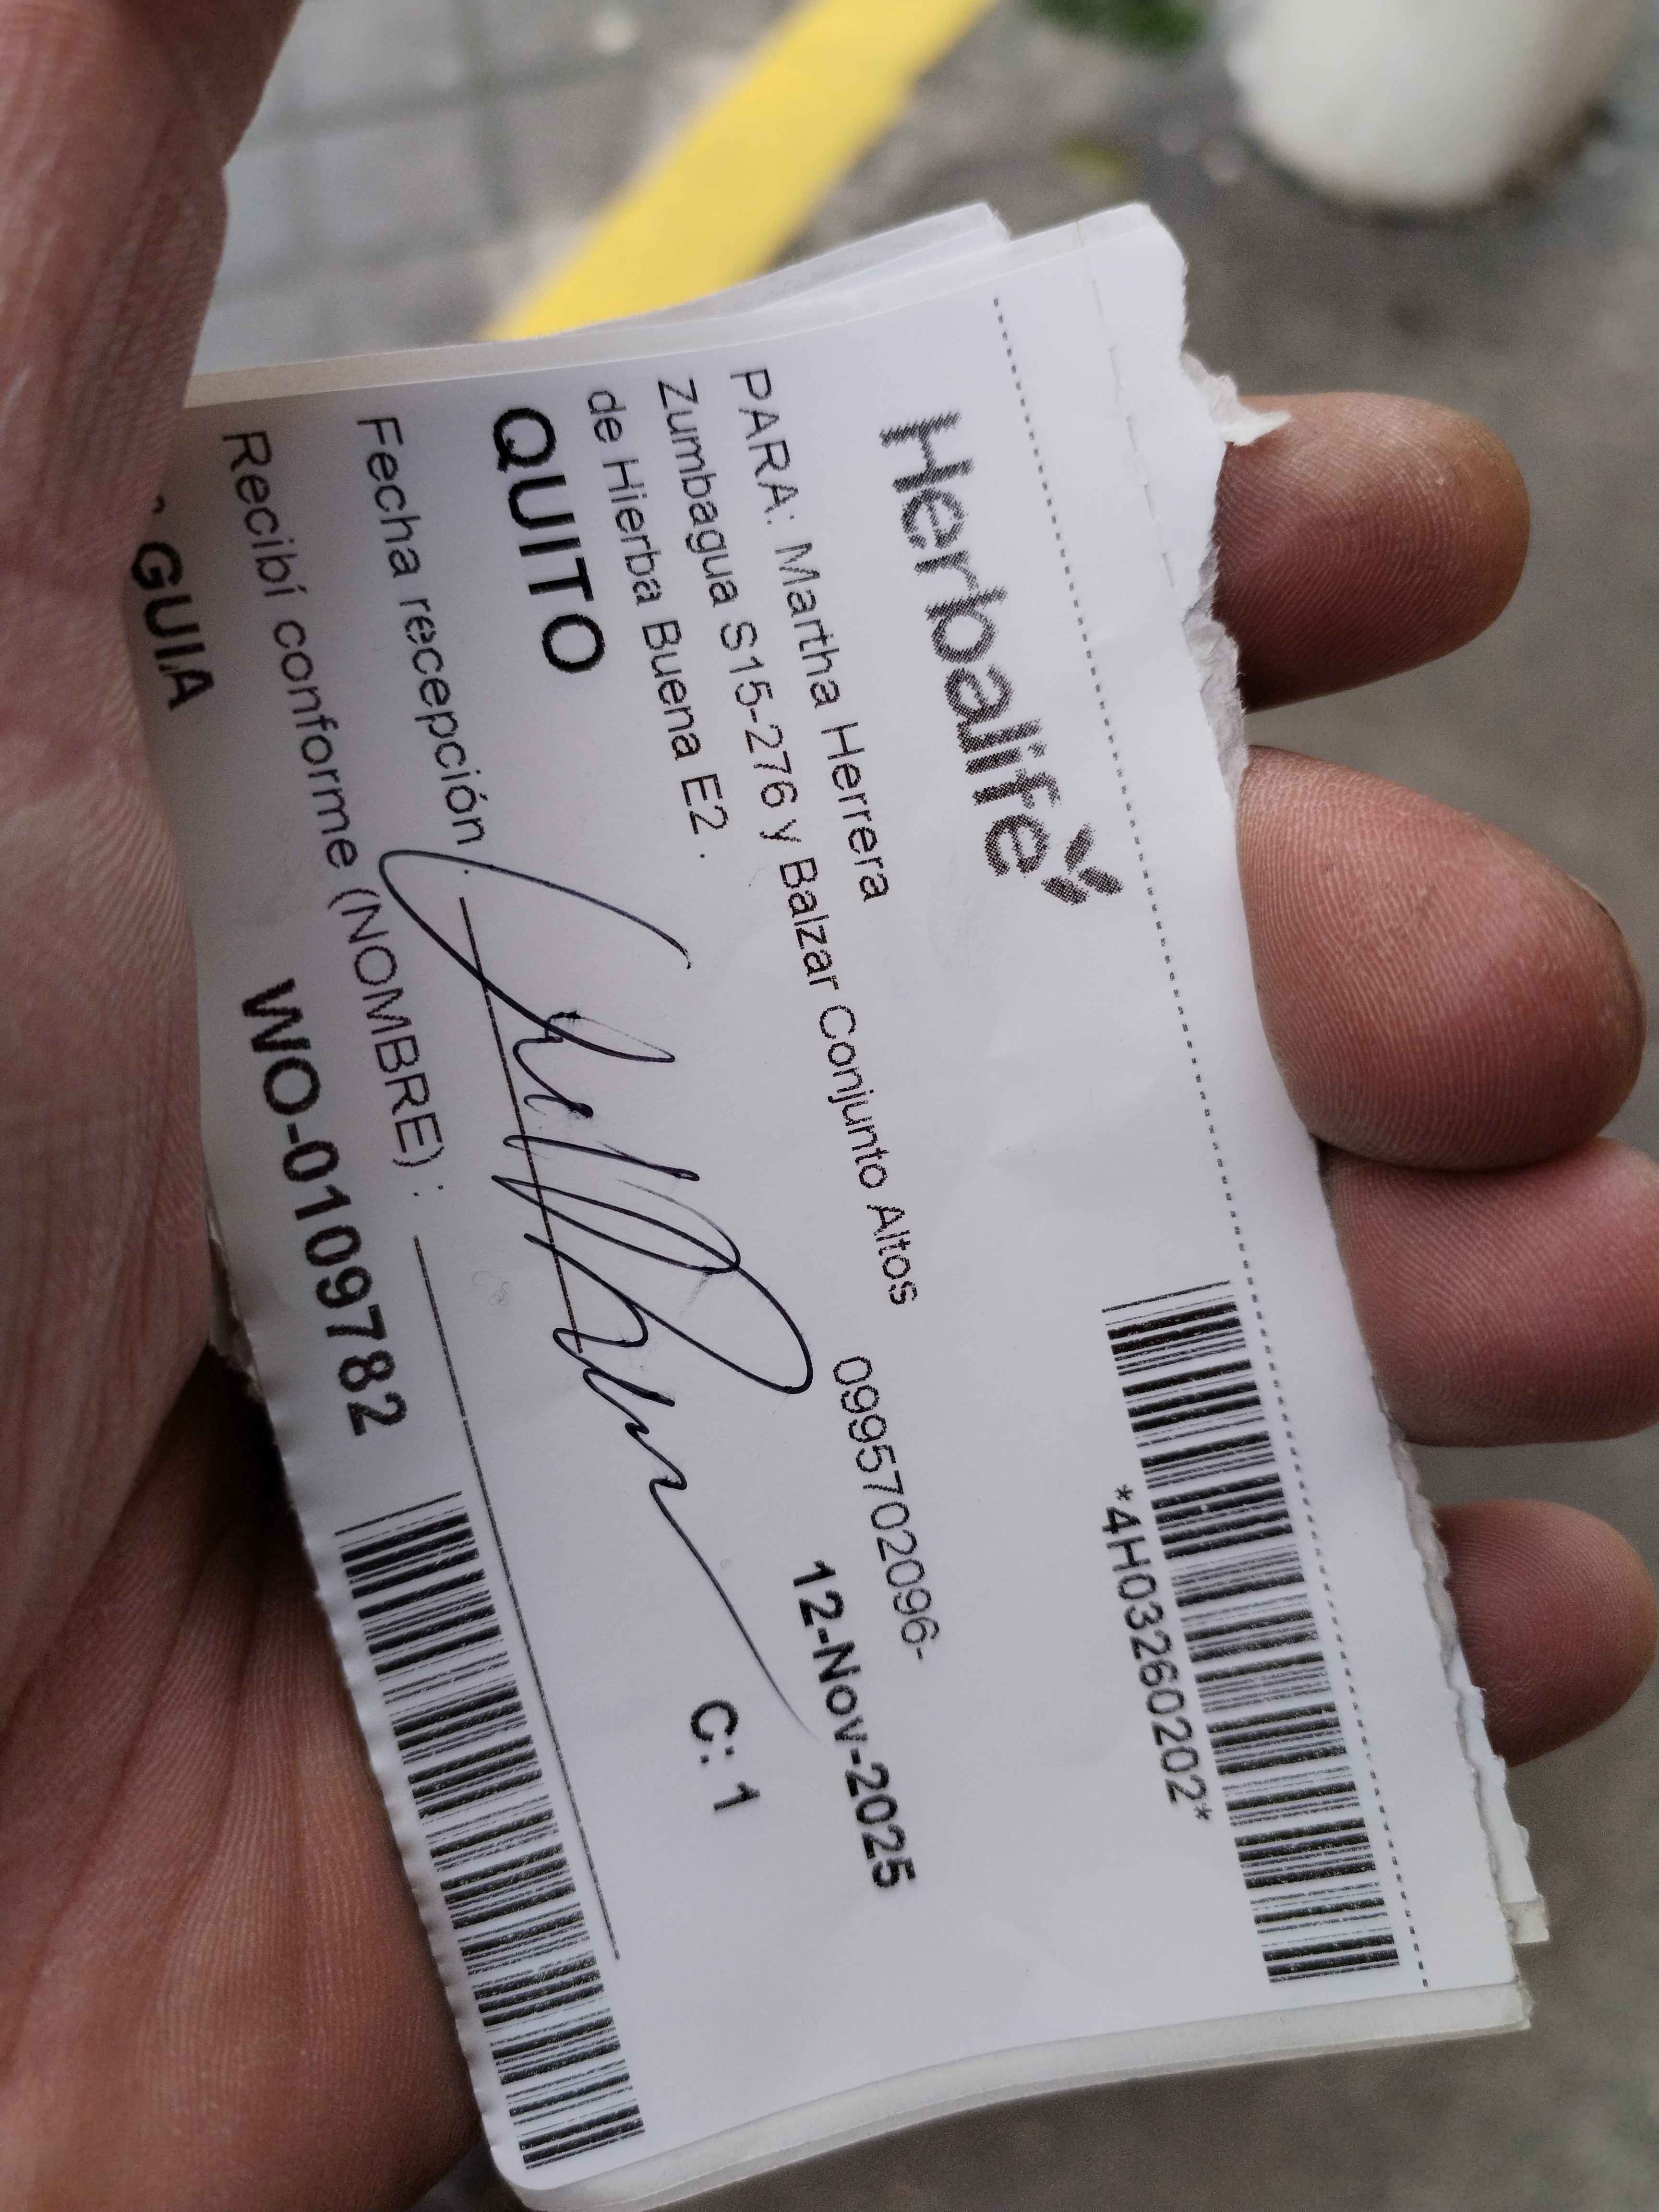 *4H03260202*
Herbalife
PARA: Martha Herrera 0995702096-
Zumbagua S15-276 y Balzar Conjunto Altos
de Hierba Buena E2 .
12-Nov-2025
QUITO C: 1
Fecha recepción :
Recibí conforme (NOMBRE) :
GUIA WO-0109782